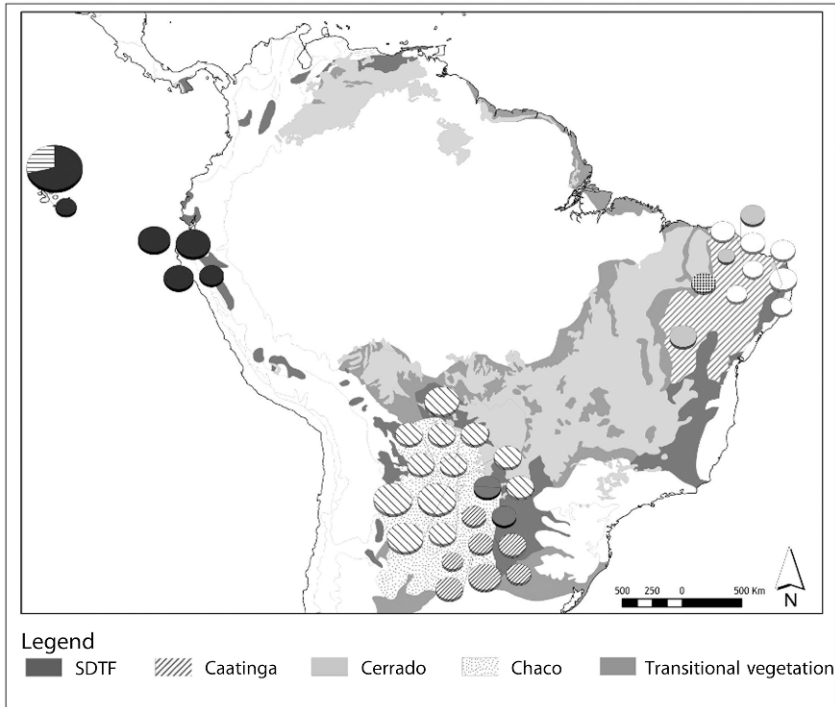 500 250 0 500 Km
N
Legend
SDTF Caatinga Cerrado Chaco Transitional vegetation